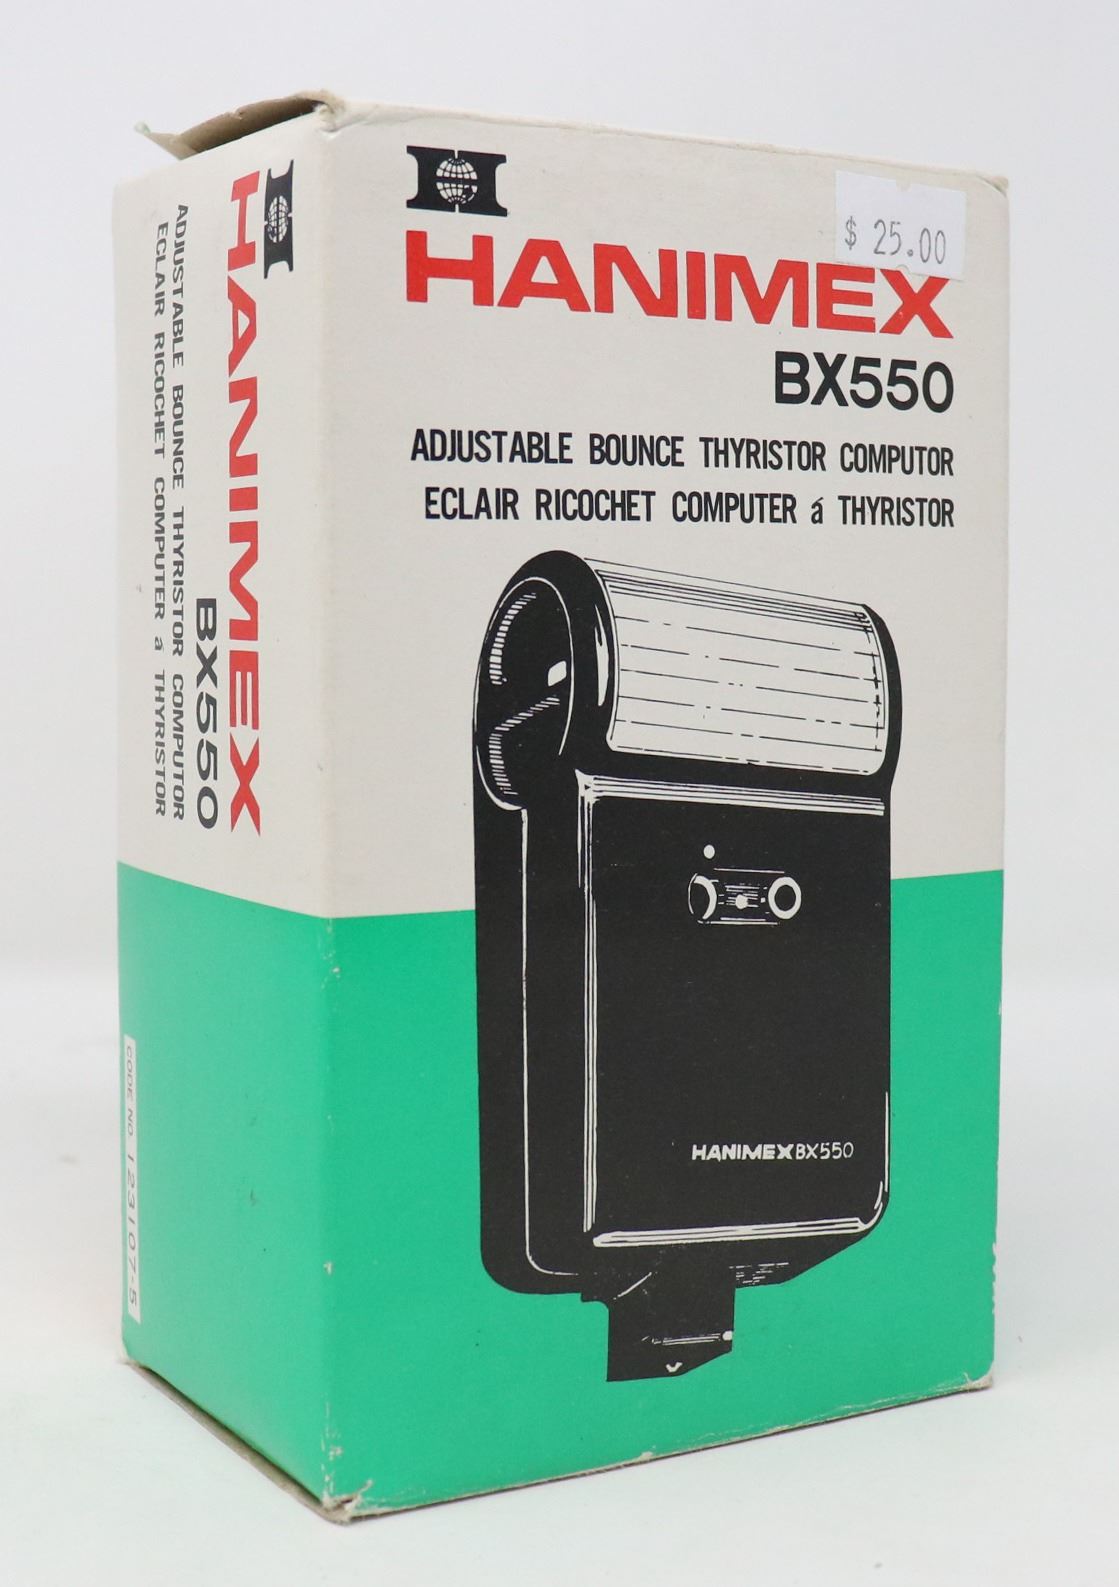 HANIMEX
$ 25.00
BX550
ADJUSTABLE BOUNCE THYRISTOR COMPUTOR
ECLAIR RICOCHET COMPUTER á THYRISTOR
HANIMEX BX550
HANIMEX
BX550
ADJUSTABLE BOUNCE THYRISTOR COMPUTOR
ECLAIR RICOCHET COMPUTER á THYRISTOR
CODE NO 123107-5